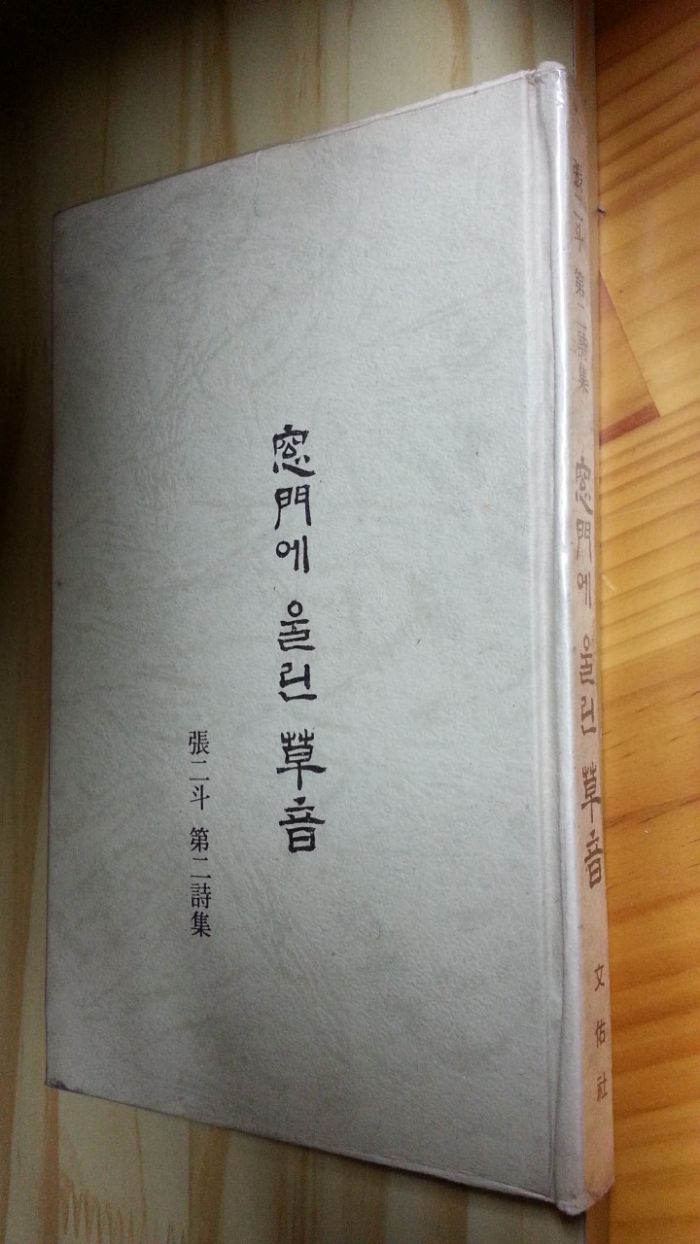 窓門에 울린 草音
張二斗 第二詩集
張二斗 第二詩集 窓門에 울린 草音 文佑社